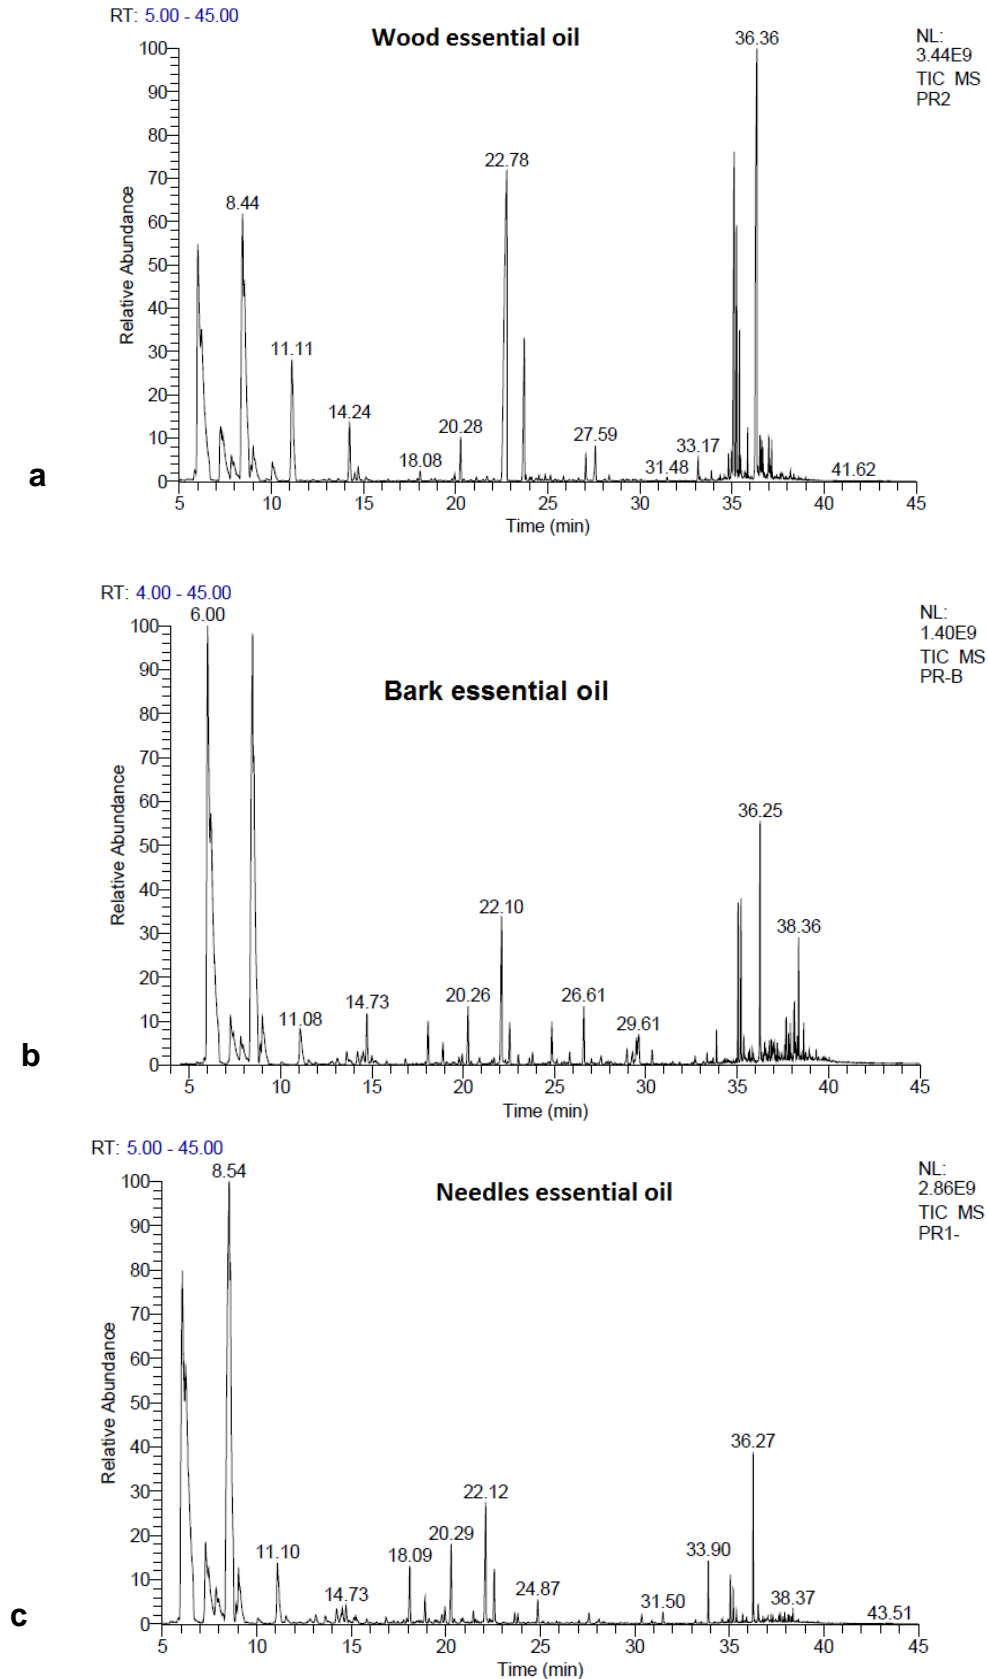 RT: 5.00 - 45.00
Wood essential oil
NL:
3.44E9
TIC MS
PR2
36.36
100
90
80
70
60
50
40
30
20
10
0
Relative Abundance
8.44
11.11
14.24
18.08
20.28
22.78
27.59
31.48
33.17
41.62
a
5 10 15 20 25 30 35 40 45
Time (min)
RT: 4.00 - 45.00
6.00
NL:
1.40E9
TIC MS
PR-B
Bark essential oil
100
90
80
70
60
50
40
30
20
10
0
Relative Abundance
11.08
14.73
20.26
22.10
26.61
29.61
36.25
38.36
b
5 10 15 20 25 30 35 40 45
Time (min)
RT: 5.00 - 45.00
8.54
NL:
2.86E9
TIC MS
PR1-
Needles essential oil
100
90
80
70
60
50
40
30
20
10
0
Relative Abundance
11.10
14.73
18.09
20.29
22.12
24.87
31.50
33.90
36.27
38.37
43.51
c
5 10 15 20 25 30 35 40 45
Time (min)